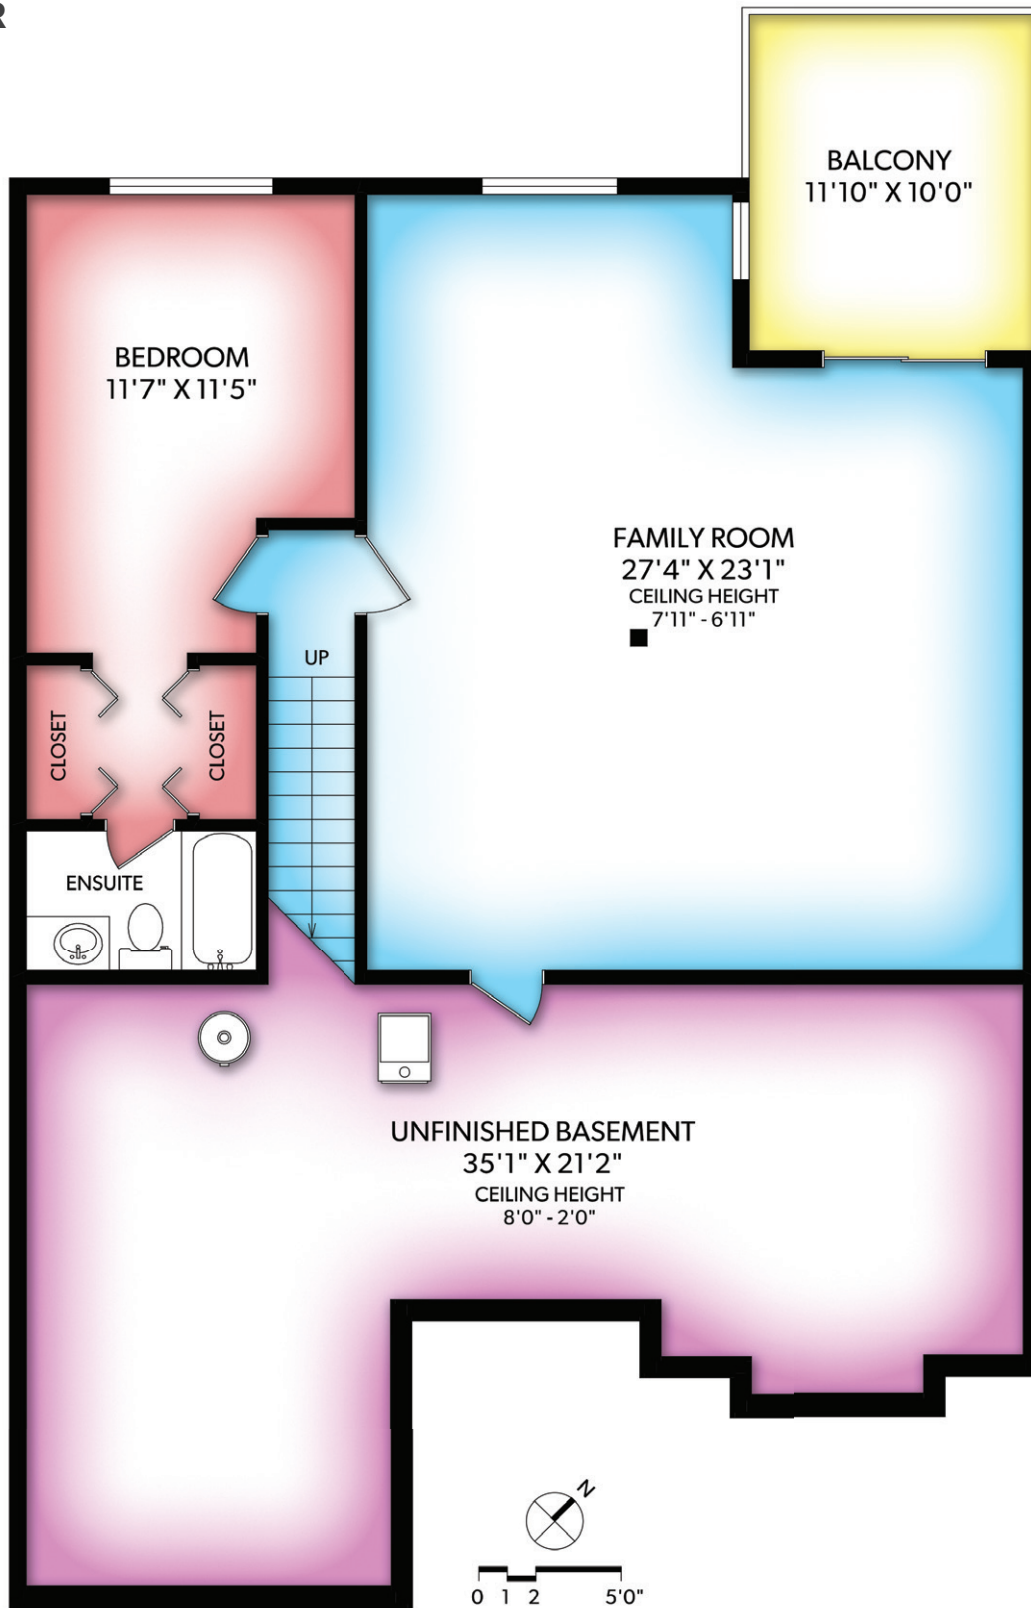 R
BALCONY
11'10" X 10'0"
BEDROOM
11'7" X 11'5"
FAMILY ROOM
27'4" X 23'1"
CEILING HEIGHT
7'11" - 6'11"
UP
CLOSET
CLOSET
ENSUITE
UNFINISHED BASEMENT
35'1" X 21'2"
CEILING HEIGHT
8'0" - 2'0"
N
0 1 2 5'0"